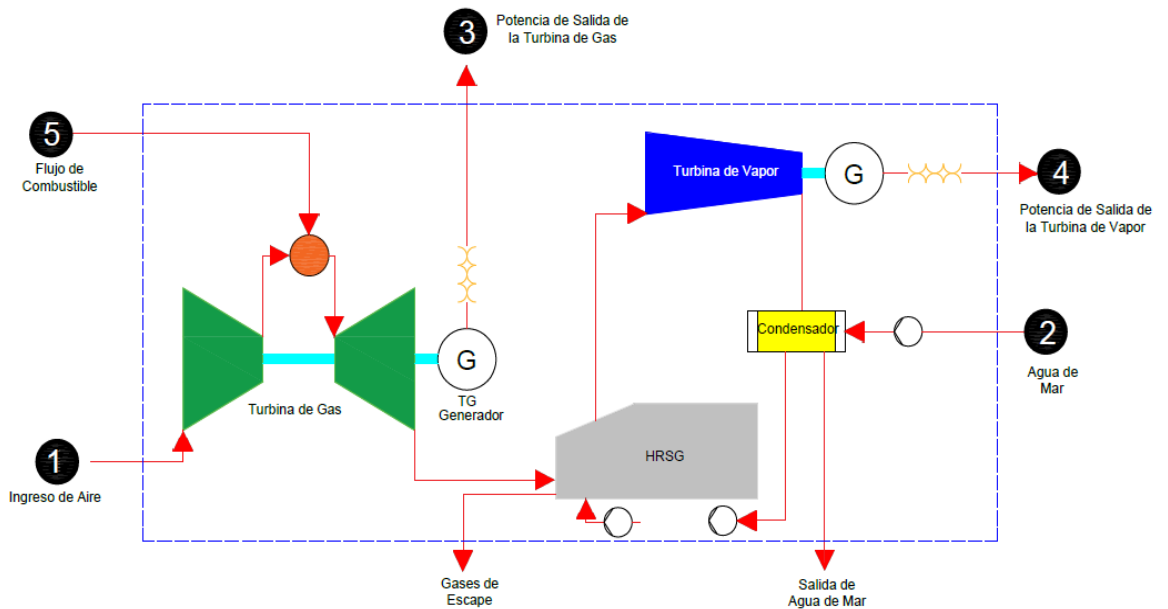 3
Potencia de Salida de
la Turbina de Gas
5
Flujo de
Combustible
Turbina de Vapor
G
4
Potencia de Salida de
la Turbina de Vapor
Condensador
2
Agua de
Mar
G
TG
Generador
Turbina de Gas
1
Ingreso de Aire
HRSG
Gases de
Escape
Salida de
Agua de Mar